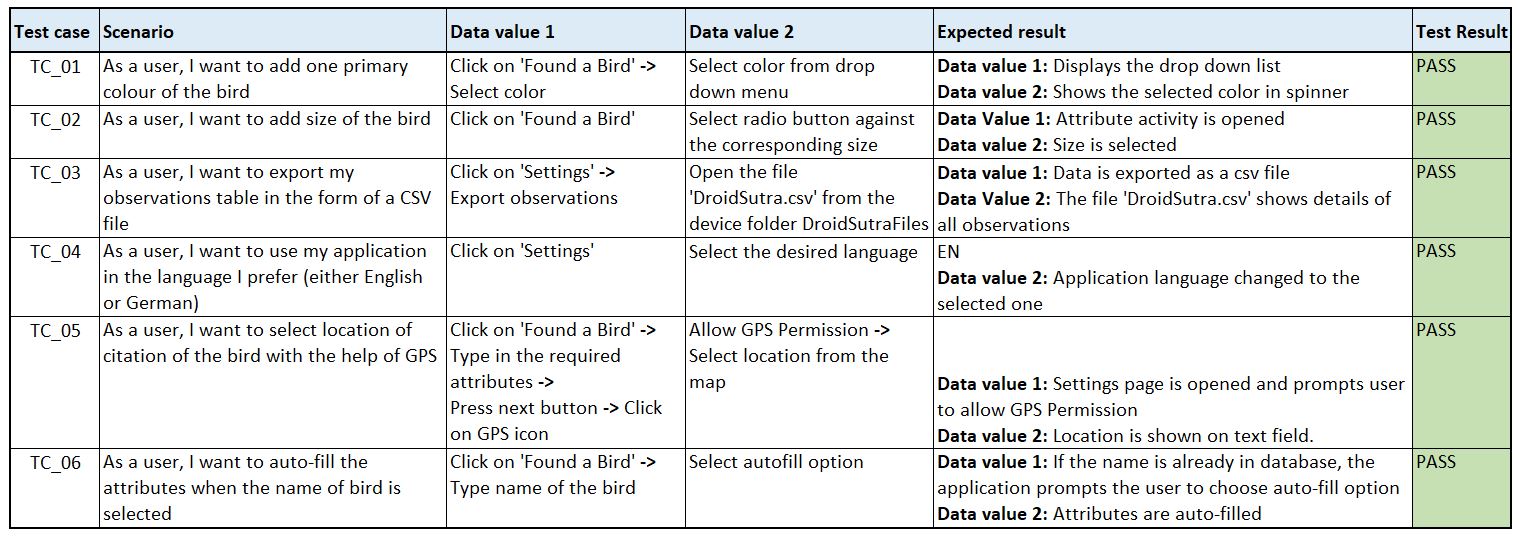 Test case Scenario Data value 1 Data value 2 Expected result Test Result
TC_01
As a user, I want to add one primary
colour of the bird
Click on 'Found a Bird' ->
Select color
Select color from drop
down menu
Data value 1: Displays the drop down list
Data value 2: Shows the selected color in spinner
PASS
TC_02
As a user, I want to add size of the bird
Click on 'Found a Bird'
Select radio button against
the corresponding size
Data Value 1: Attribute activity is opened
Data value 2: Size is selected
PASS
TC_03
As a user, I want to export my
observations table in the form of a CSV
file
Click on 'Settings' ->
Export observations
Open the file
'DroidSutra.csv' from the
device folder DroidSutraFiles
Data value 1: Data is exported as a csv file
Data Value 2: The file 'DroidSutra.csv' shows details of
all observations
PASS
TC_04
As a user, I want to use my application
in the language I prefer (either English
or German)
Click on 'Settings'
Select the desired language
EN
Data value 2: Application language changed to the
selected one
PASS
TC_05
As a user, I want to select location of
citation of the bird with the help of GPS
Click on 'Found a Bird' ->
Type in the required
attributes ->
Press next button -> Click
on GPS icon
Allow GPS Permission ->
Select location from the
map
Data value 1: Settings page is opened and prompts user
to allow GPS Permission
Data value 2: Location is shown on text field.
PASS
TC_06
As a user, I want to auto-fill the
attributes when the name of bird is
selected
Click on 'Found a Bird' ->
Type name of the bird
Select autofill option
Data value 1: If the name is already in database, the
application prompts the user to choose auto-fill option
Data value 2: Attributes are auto-filled
PASS